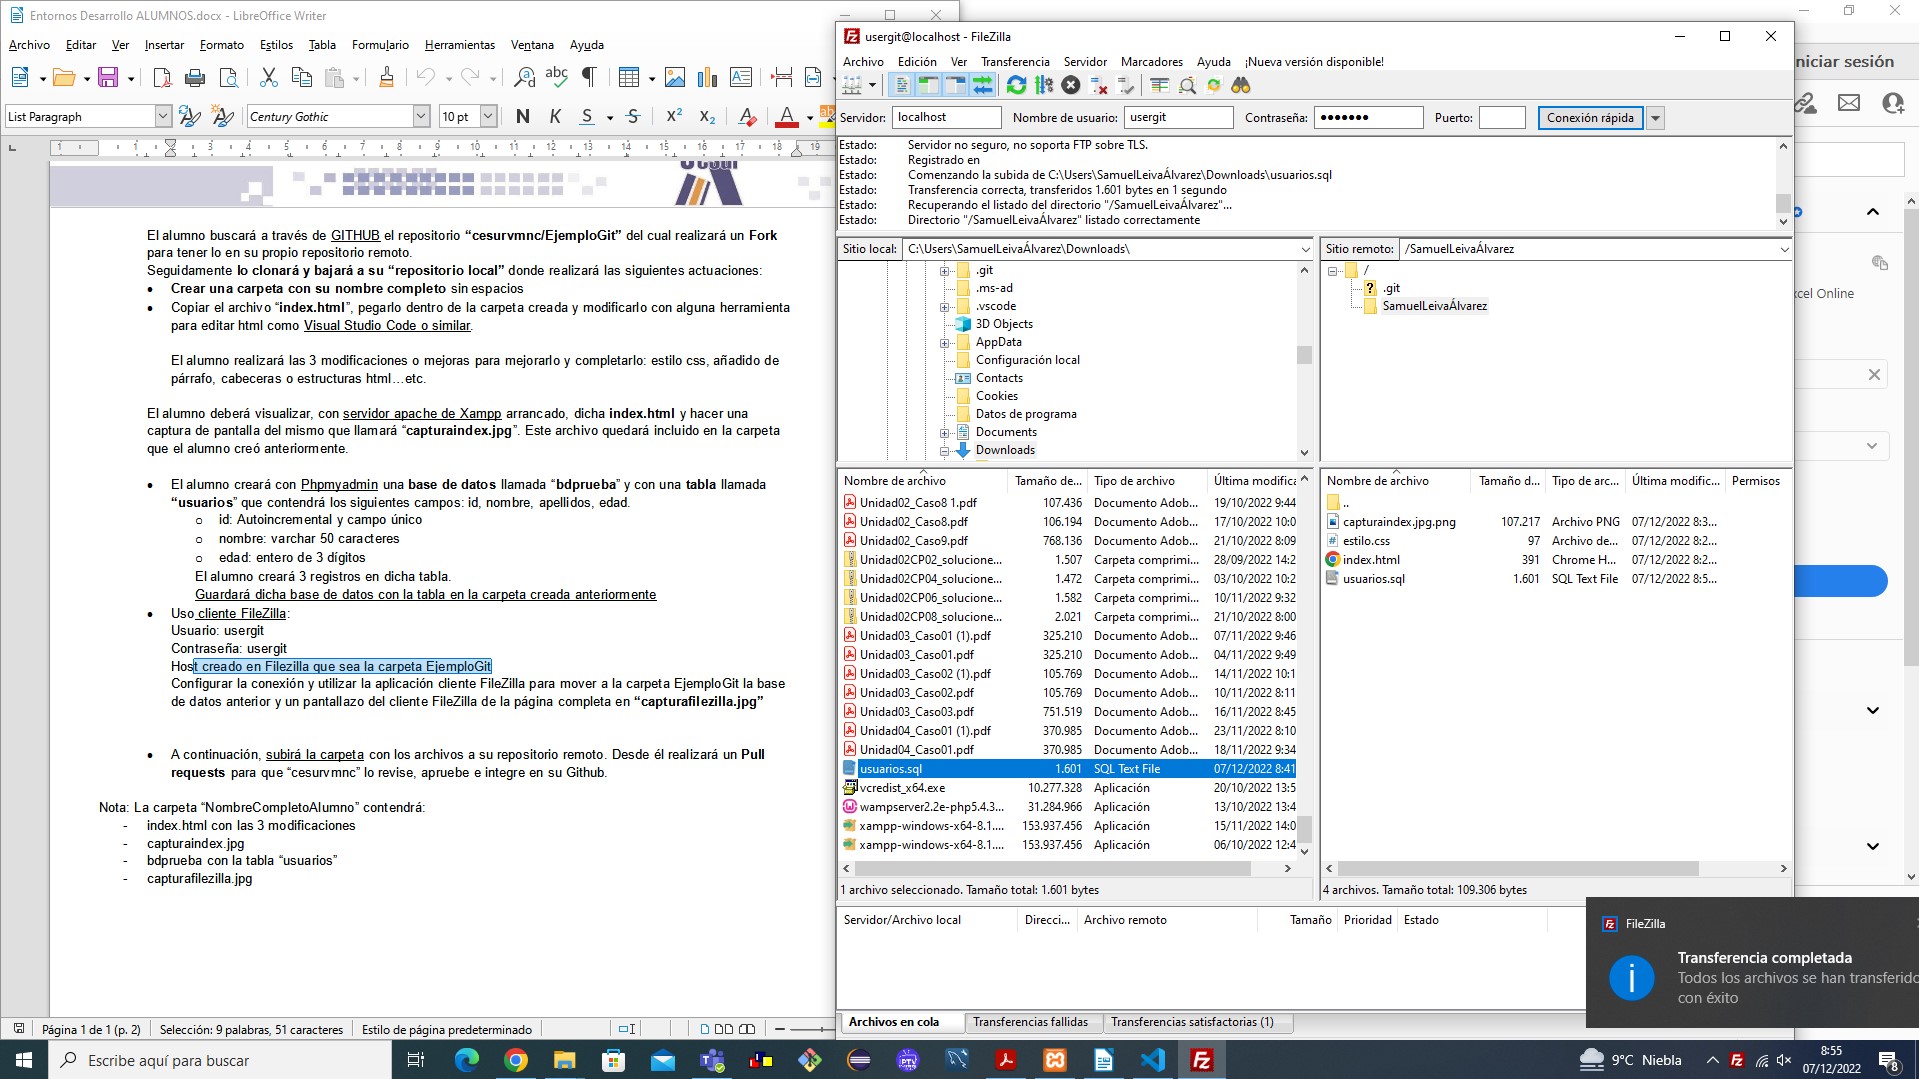 Entornos Desarrollo ALUMNOS.docx - LibreOffice Writer
Archivo Editar Ver Insertar Formato Estilos Tabla Formulario Herramientas Ventana Ayuda
List Paragraph Century Gothic 10 pt N K S S X² X₂ A A
1 1 2 3 4 5 6 7 8 9 10 11 12 13 14 15 16 17 18 19
El alumno buscará a través de GITHUB el repositorio “cesurvmnc/EjemploGit” del cual realizará un Fork
para tener lo en su propio repositorio remoto.
Seguidamente lo clonará y bajará a su “repositorio local” donde realizará las siguientes actuaciones:
• Crear una carpeta con su nombre completo sin espacios
• Copiar el archivo “index.html”, pegarlo dentro de la carpeta creada y modificarlo con alguna herramienta
para editar html como Visual Studio Code o similar.
El alumno realizará las 3 modificaciones o mejoras para mejorarlo y completarlo: estilo css, añadido de
párrafo, cabeceras o estructuras html…etc.
El alumno deberá visualizar, con servidor apache de Xampp arrancado, dicha index.html y hacer una
captura de pantalla del mismo que llamará “capturaindex.jpg”. Este archivo quedará incluido en la carpeta
que el alumno creó anteriormente.
• El alumno creará con Phpmyadmin una base de datos llamada “bdprueba” y con una tabla llamada
“usuarios” que contendrá los siguientes campos: id, nombre, apellidos, edad.
o id: Autoincremental y campo único
o nombre: varchar 50 caracteres
o edad: entero de 3 dígitos
El alumno creará 3 registros en dicha tabla.
Guardará dicha base de datos con la tabla en la carpeta creada anteriormente
• Uso cliente FileZilla:
Usuario: usergit
Contraseña: usergit
Host creado en Filezilla que sea la carpeta EjemploGit
Configurar la conexión y utilizar la aplicación cliente FileZilla para mover a la carpeta EjemploGit la base
de datos anterior y un pantallazo del cliente FileZilla de la página completa en “capturafilezilla.jpg”
• A continuación, subirá la carpeta con los archivos a su repositorio remoto. Desde él realizará un Pull
requests para que “cesurvmnc” lo revise, apruebe e integre en su Github.
Nota: La carpeta “NombreCompletoAlumno” contendrá:
- index.html con las 3 modificaciones
- capturaindex.jpg
- bdprueba con la tabla “usuarios”
- capturafilezilla.jpg
Página 1 de 1 (p. 2) Selección: 9 palabras, 51 caracteres Estilo de página predeterminado
usergit@localhost - FileZilla
Archivo Edición Ver Transferencia Servidor Marcadores Ayuda ¡Nueva versión disponible!
Servidor: localhost Nombre de usuario: usergit Contraseña: ●●●●●●● Puerto: Conexión rápida
Estado: Servidor no seguro, no soporta FTP sobre TLS.
Estado: Registrado en
Estado: Comenzando la subida de C:\Users\SamuelLeivaÁlvarez\Downloads\usuarios.sql
Estado: Transferencia correcta, transferidos 1.601 bytes en 1 segundo
Estado: Recuperando el listado del directorio "/SamuelLeivaÁlvarez"...
Estado: Directorio "/SamuelLeivaÁlvarez" listado correctamente
Sitio local: C:\Users\SamuelLeivaÁlvarez\Downloads\
.git
.ms-ad
.vscode
3D Objects
AppData
Configuración local
Contacts
Cookies
Datos de programa
Documents
Downloads
Sitio remoto: /SamuelLeivaÁlvarez
/
.git
SamuelLeivaÁlvarez
Nombre de archivo Tamaño de... Tipo de archivo Última modifica
Unidad02_Caso8 1.pdf 107.436 Documento Adob... 19/10/2022 9:44
Unidad02_Caso8.pdf 106.194 Documento Adob... 17/10/2022 10:0
Unidad02_Caso9.pdf 768.136 Documento Adob... 21/10/2022 8:09
Unidad02CP02_solucione... 1.507 Carpeta comprimi... 28/09/2022 14:2
Unidad02CP04_solucione... 1.472 Carpeta comprimi... 03/10/2022 10:2
Unidad02CP06_solucione... 1.582 Carpeta comprimi... 10/11/2022 9:32
Unidad02CP08_solucione... 2.021 Carpeta comprimi... 21/10/2022 8:00
Unidad03_Caso01 (1).pdf 325.210 Documento Adob... 07/11/2022 9:46
Unidad03_Caso01.pdf 325.210 Documento Adob... 04/11/2022 9:49
Unidad03_Caso02 (1).pdf 105.769 Documento Adob... 14/11/2022 10:1
Unidad03_Caso02.pdf 105.769 Documento Adob... 10/11/2022 8:11
Unidad03_Caso03.pdf 751.519 Documento Adob... 16/11/2022 8:45
Unidad04_Caso01 (1).pdf 370.985 Documento Adob... 23/11/2022 8:10
Unidad04_Caso01.pdf 370.985 Documento Adob... 18/11/2022 9:34
usuarios.sql 1.601 SQL Text File 07/12/2022 8:41
vcredist_x64.exe 10.277.328 Aplicación 20/10/2022 13:5
wampserver2.2e-php5.4.3... 31.284.966 Aplicación 13/10/2022 13:4
xampp-windows-x64-8.1.... 153.937.456 Aplicación 15/11/2022 14:0
xampp-windows-x64-8.1.... 153.937.456 Aplicación 06/10/2022 12:4
1 archivo seleccionado. Tamaño total: 1.601 bytes
Nombre de archivo Tamaño d... Tipo de arc... Última modific... Permisos
..
capturaindex.jpg.png 107.217 Archivo PNG 07/12/2022 8:3...
estilo.css 97 Archivo de... 07/12/2022 8:2...
index.html 391 Chrome H... 07/12/2022 8:2...
usuarios.sql 1.601 SQL Text File 07/12/2022 8:5...
4 archivos. Tamaño total: 109.306 bytes
Servidor/Archivo local Direcci... Archivo remoto Tamaño Prioridad Estado
Archivos en cola Transferencias fallidas Transferencias satisfactorias (1)
niciar sesión
xcel Online
FileZilla
Transferencia completada
Todos los archivos se han transferido
con éxito
Escribe aquí para buscar
9°C Niebla
8:55
07/12/2022
8